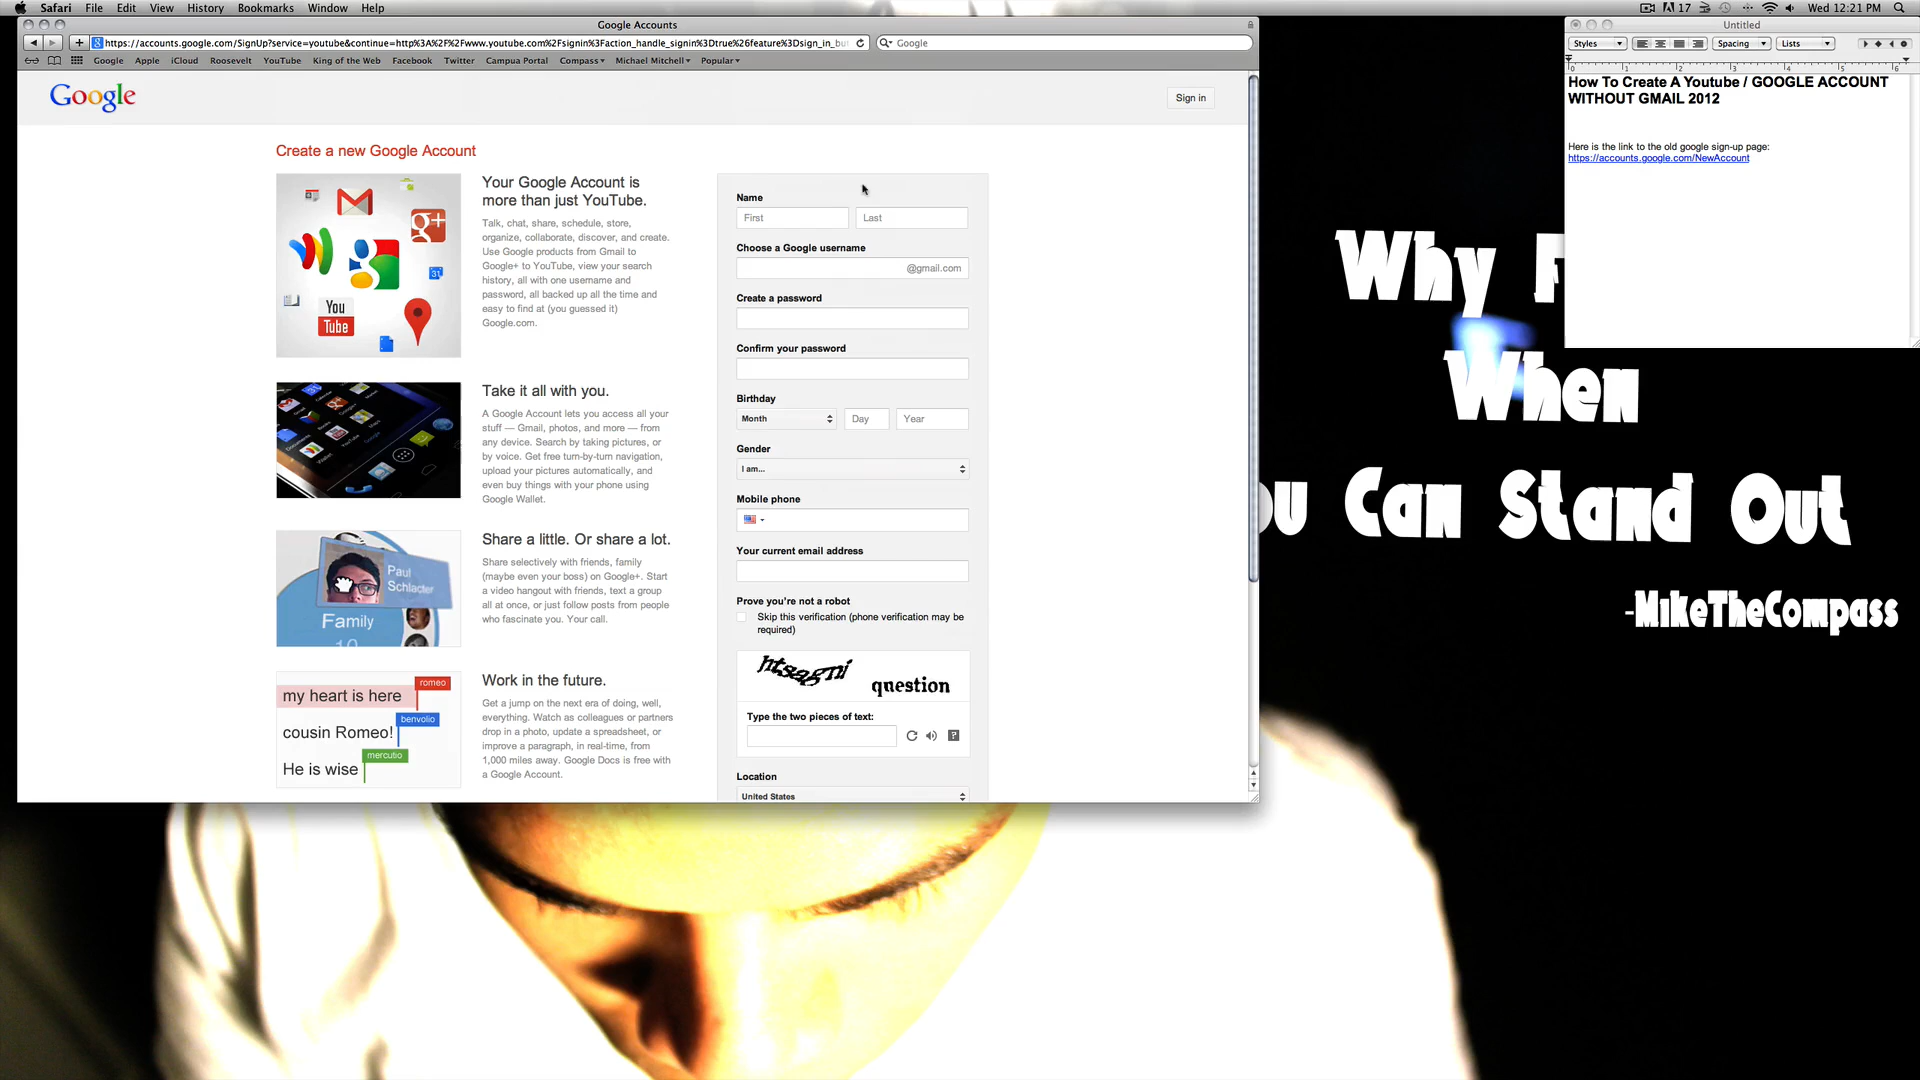 Safari File Edit View History Bookmarks Window Help
17 Wed 12:21 PM
Google Accounts
https://accounts.google.com/SignUp?service=youtube&continue=http%3A%2F%2Fwww.youtube.com%2Fsignin%3Faction_handle_signin%3Dtrue%26feature%3Dsign_in_bu
Google
Google Apple iCloud Roosevelt YouTube King of the Web Facebook Twitter Campua Portal Compass Michael Mitchell Popular
Google
Sign in
Create a new Google Account
Your Google Account is
more than just YouTube.
Talk, chat, share, schedule, store,
organize, collaborate, discover, and create.
Use Google products from Gmail to
Google+ to YouTube, view your search
history, all with one username and
password, all backed up all the time and
easy to find at (you guessed it)
Google.com.
g+
g
31
You
Tube
Take it all with you.
A Google Account lets you access all your
stuff — Gmail, photos, and more — from
any device. Search by taking pictures, or
by voice. Get free turn-by-turn navigation,
upload your pictures automatically, and
even buy things with your phone using
Google Wallet.
Share a little. Or share a lot.
Share selectively with friends, family
(maybe even your boss) on Google+. Start
a video hangout with friends, text a group
all at once, or just follow posts from people
who fascinate you. Your call.
Paul
Schlacter
Family
10
Work in the future.
Get a jump on the next era of doing, well,
everything. Watch as colleagues or partners
drop in a photo, update a spreadsheet, or
improve a paragraph, in real-time, from
1,000 miles away. Google Docs is free with
a Google Account.
romeo
my heart is here
benvolio
cousin Romeo!
mercutio
He is wise
Name
First Last
Choose a Google username
@gmail.com
Create a password
Confirm your password
Birthday
Month Day Year
Gender
I am...
Mobile phone
Your current email address
Prove you're not a robot
Skip this verification (phone verification may be
required)
htsagni question
Type the two pieces of text:
Location
United States
Untitled
Styles Spacing Lists
0 1 2 3 4 5 6
How To Create A Youtube / GOOGLE ACCOUNT
WITHOUT GMAIL 2012
Here is the link to the old google sign-up page:
https://accounts.google.com/NewAccount
Why F
When
ou Can Stand Out
-MikeTheCompass